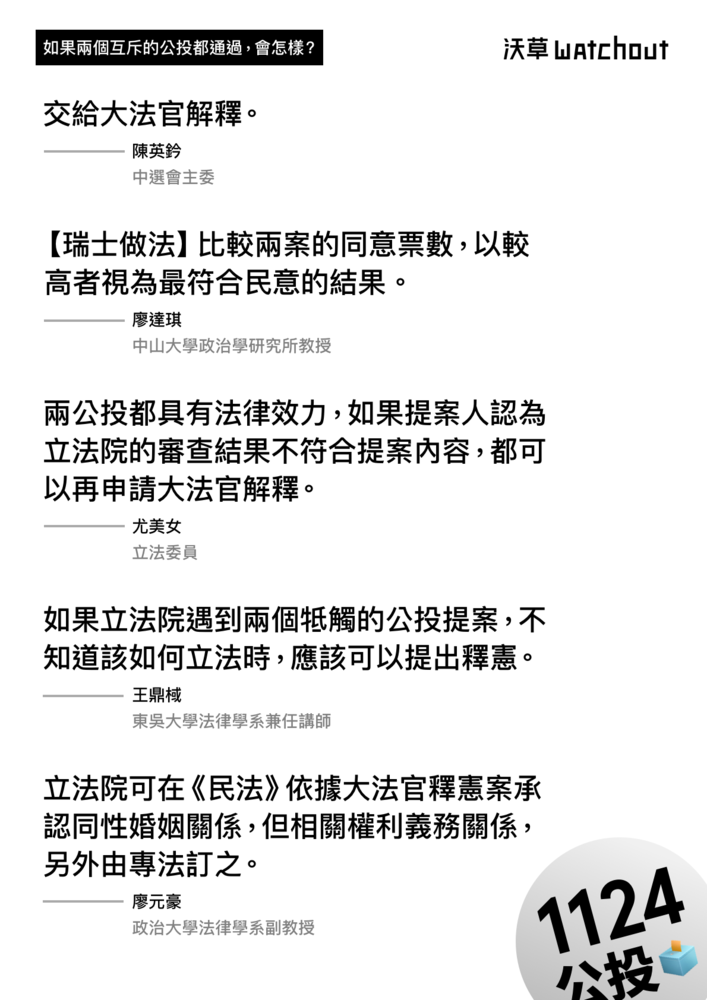 如果兩個互斥的公投都通過，會怎樣？
沃草 watchout
交給大法官解釋。
陳英鈐
中選會主委
【瑞士做法】比較兩案的同意票數，以較
高者視為最符合民意的結果。
廖達琪
中山大學政治學研究所教授
兩公投都具有法律效力，如果提案人認為
立法院的審查結果不符合提案內容，都可
以再申請大法官解釋。
尤美女
立法委員
如果立法院遇到兩個牴觸的公投提案，不
知道該如何立法時，應該可以提出釋憲。
王鼎棫
東吳大學法律學系兼任講師
立法院可在《民法》依據大法官釋憲案承
認同性婚姻關係，但相關權利義務關係，
另外由專法訂之。
廖元豪
政治大學法律學系副教授
1124
公投